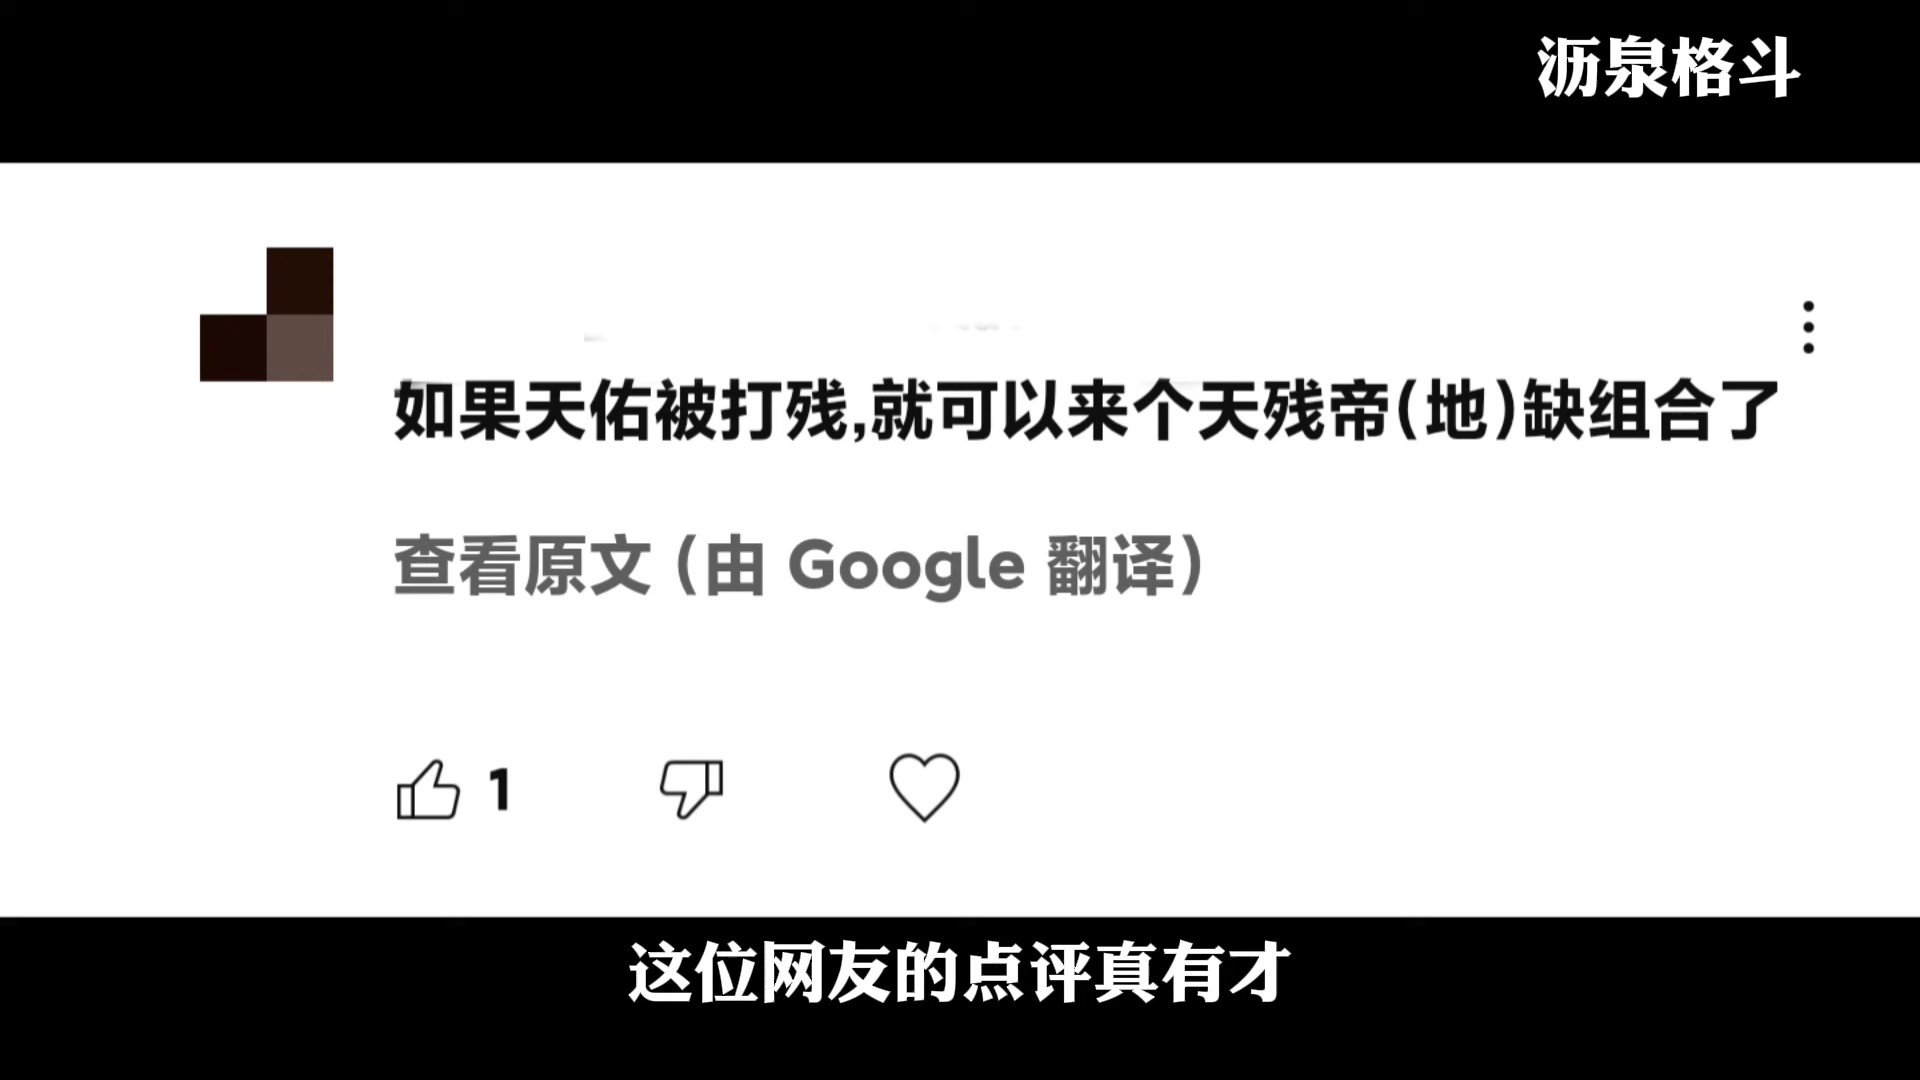 沥泉格斗
如果天佑被打残,就可以来个天残帝(地)缺组合了
查看原文 (由 Google 翻译)
1
这位网友的点评真有才